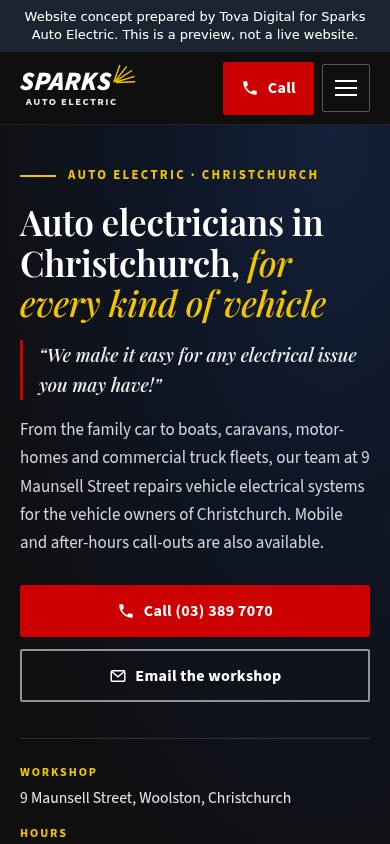 Website concept prepared by Tova Digital for Sparks
Auto Electric. This is a preview, not a live website.
SPARKS
AUTO ELECTRIC
Call
AUTO ELECTRIC · CHRISTCHURCH
Auto electricians in
Christchurch, for
every kind of vehicle
“We make it easy for any electrical issue
you may have!”
From the family car to boats, caravans, motor-
homes and commercial truck fleets, our team at 9
Maunsell Street repairs vehicle electrical systems
for the vehicle owners of Christchurch. Mobile
and after-hours call-outs are also available.
Call (03) 389 7070
Email the workshop
WORKSHOP
9 Maunsell Street, Woolston, Christchurch
HOURS